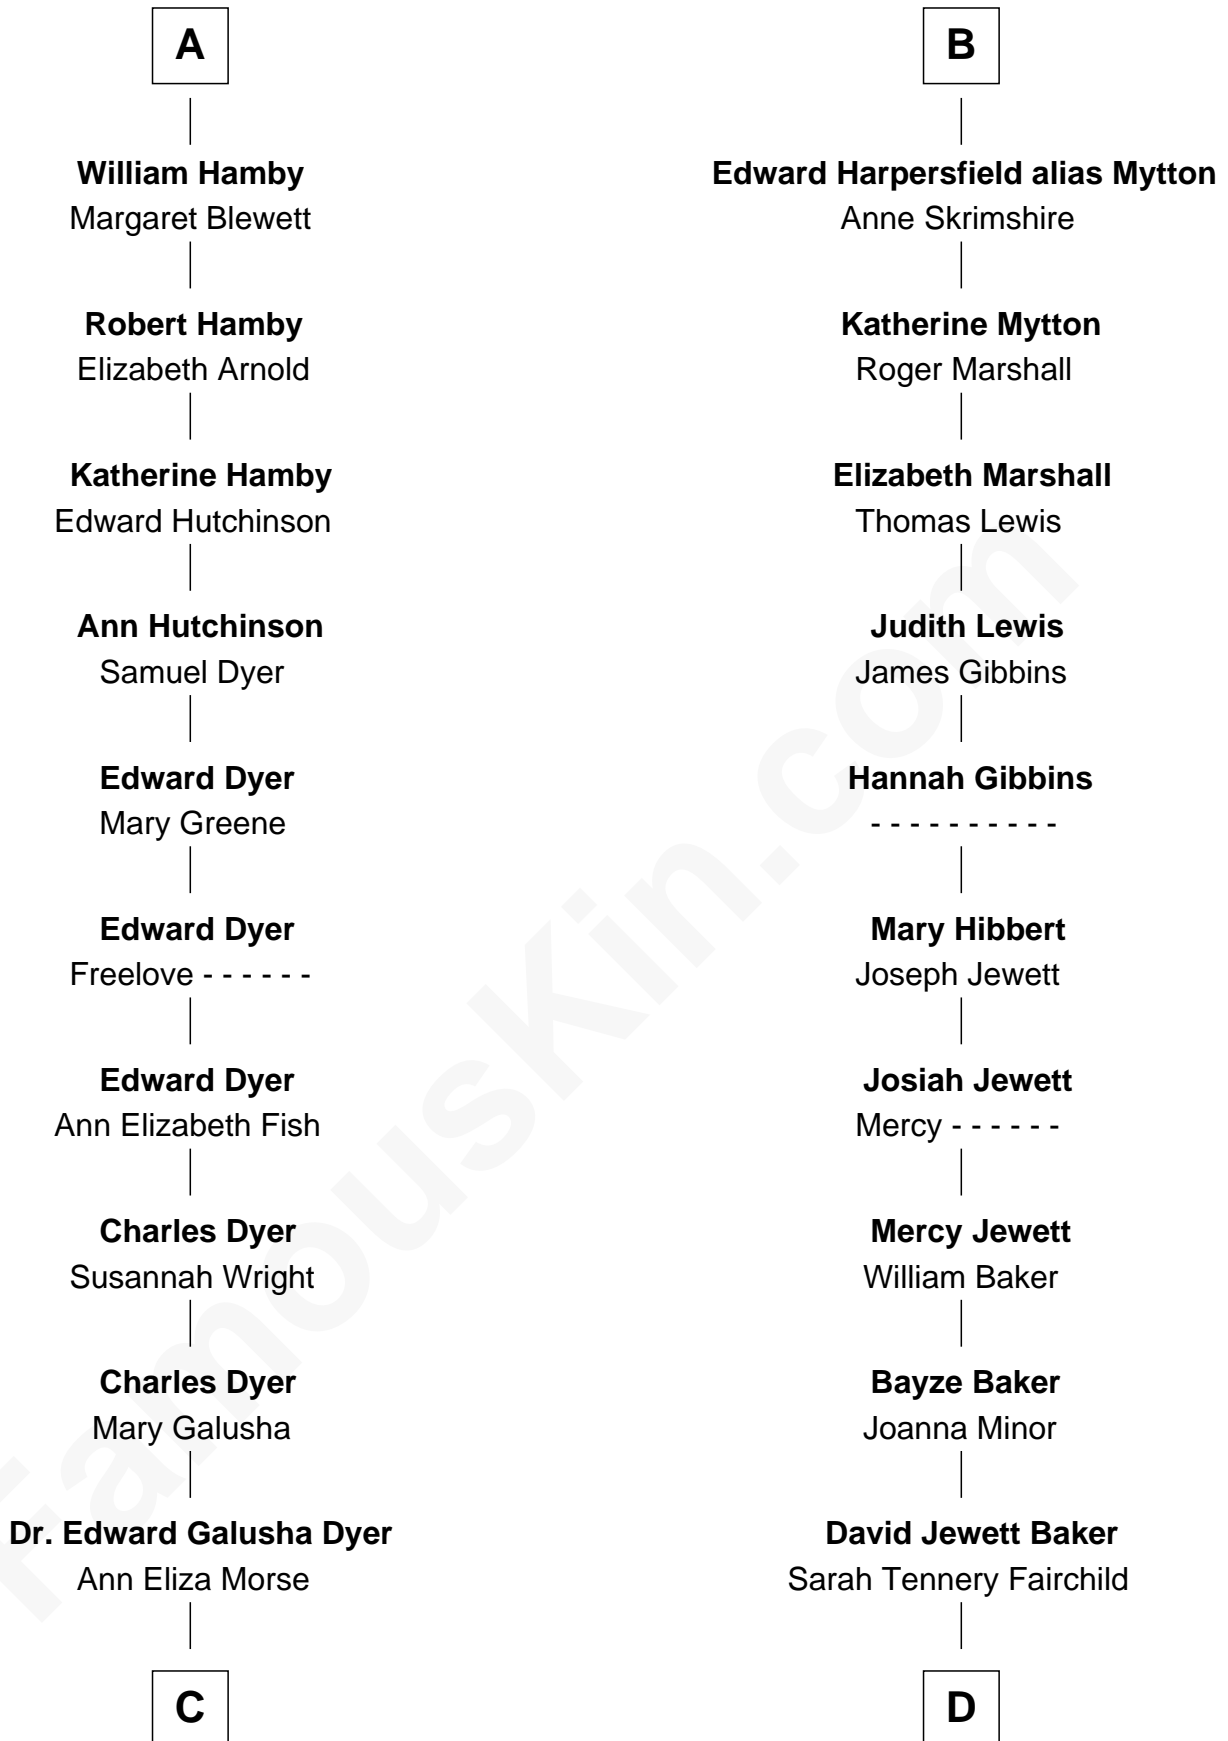 A
William Hamby
Margaret Blewett
Robert Hamby
Elizabeth Arnold
Katherine Hamby
Edward Hutchinson
Ann Hutchinson
Samuel Dyer
Edward Dyer
Mary Greene
Edward Dyer
Freelove - - - - - -
Edward Dyer
Ann Elizabeth Fish
Charles Dyer
Susannah Wright
Charles Dyer
Mary Galusha
Dr. Edward Galusha Dyer
Ann Eliza Morse
C
B
Edward Harpersfield alias Mytton
Anne Skrimshire
Katherine Mytton
Roger Marshall
Elizabeth Marshall
Thomas Lewis
Judith Lewis
James Gibbins
Hannah Gibbins
- - - - - - - - - -
Mary Hibbert
Joseph Jewett
Josiah Jewett
Mercy - - - - - -
Mercy Jewett
William Baker
Bayze Baker
Joanna Minor
David Jewett Baker
Sarah Tennery Fairchild
D
FamousKin.com